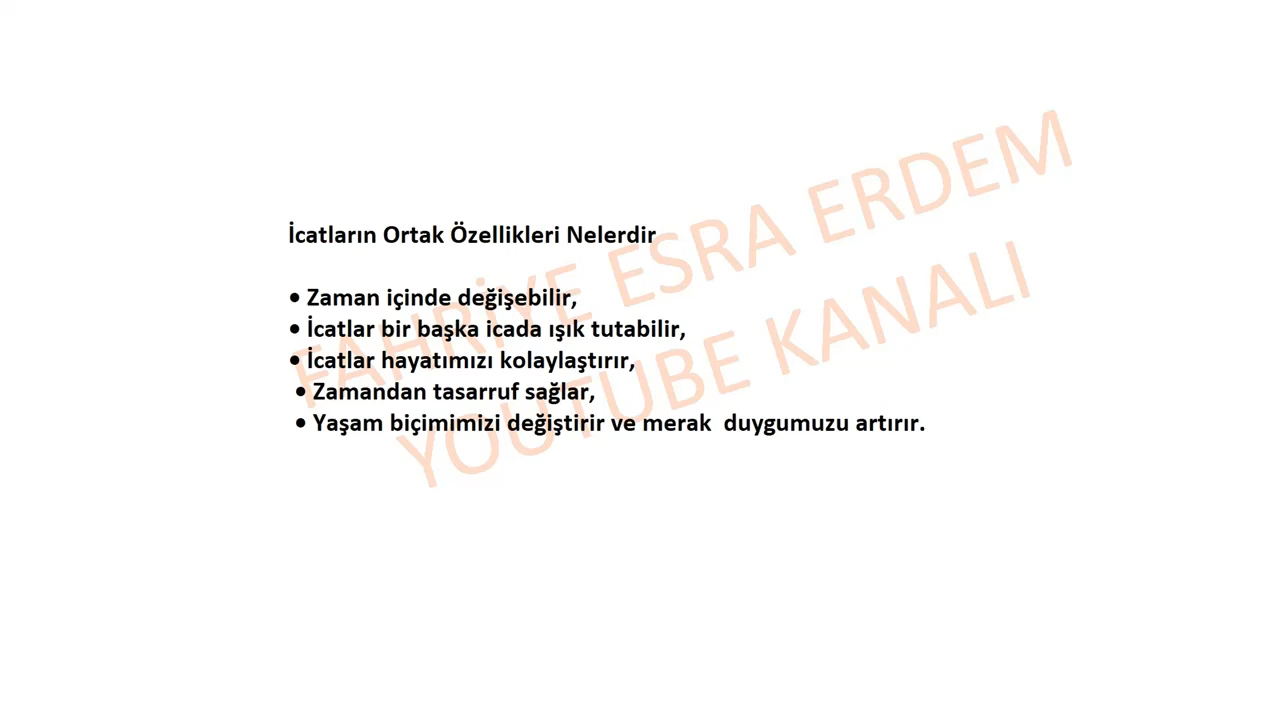 İcatların Ortak Özellikleri Nelerdir
• Zaman içinde değişebilir,
• İcatlar bir başka icada ışık tutabilir,
• İcatlar hayatımızı kolaylaştırır,
• Zamandan tasarruf sağlar,
• Yaşam biçimimizi değiştirir ve merak  duygumuzu artırır.
FAHRİYE ESRA ERDEM
YOUTUBE KANALI